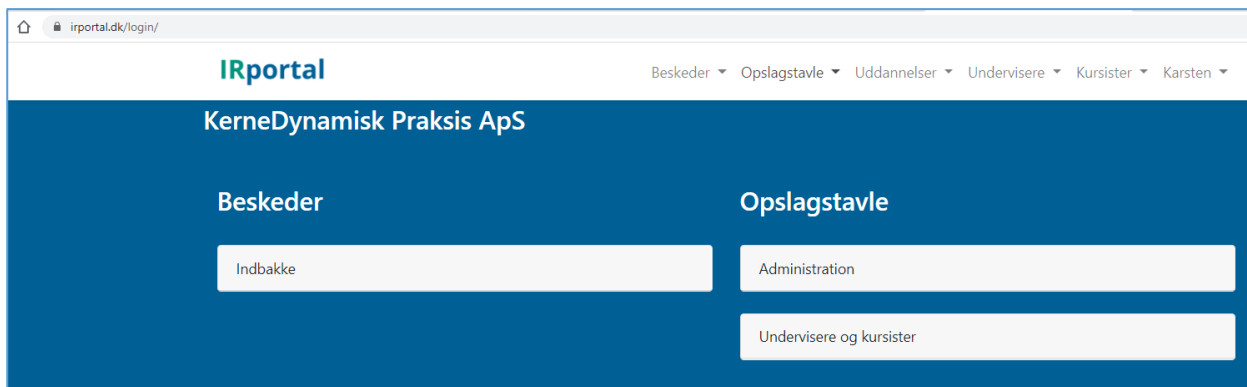 irportal.dk/login/
IRportal
Beskeder Opslagstavle Uddannelser Undervisere Kursister Karsten
KerneDynamisk Praksis ApS
Beskeder
Opslagstavle
Indbakke
Administration
Undervisere og kursister